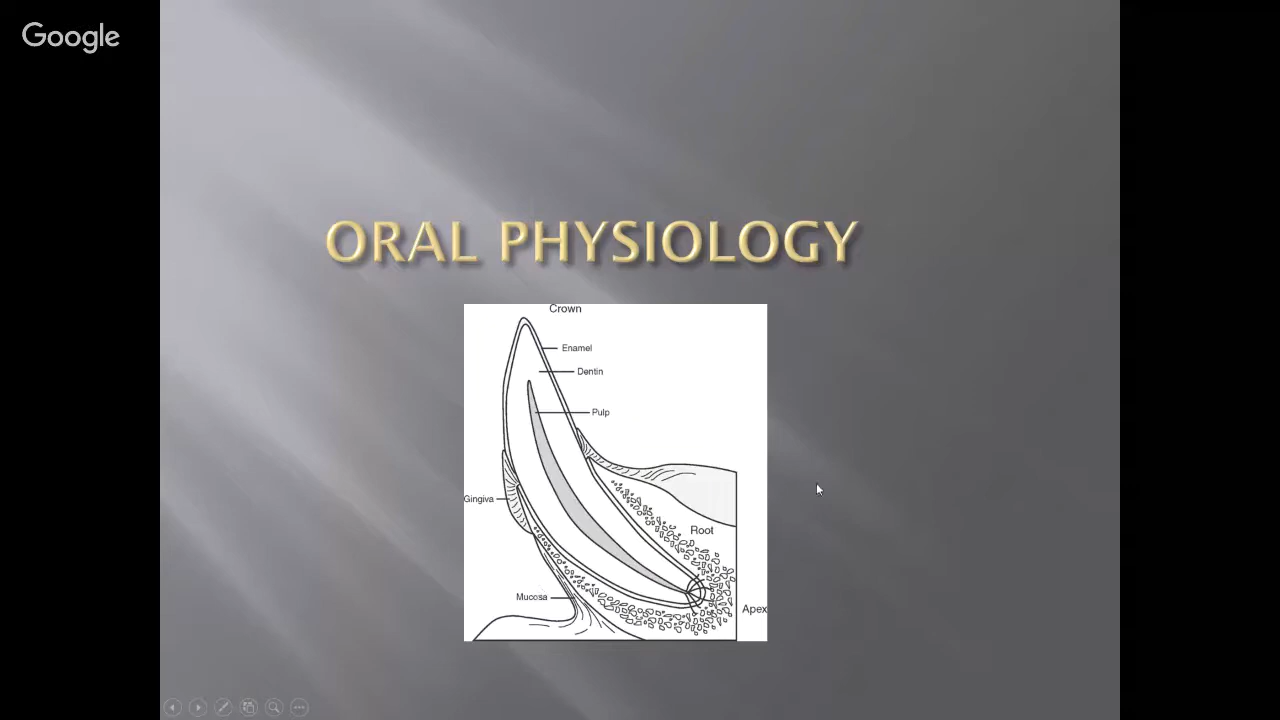 Google
ORAL PHYSIOLOGY
Crown
Enamel
Dentin
Pulp
Gingiva
Root
Mucosa
Apex